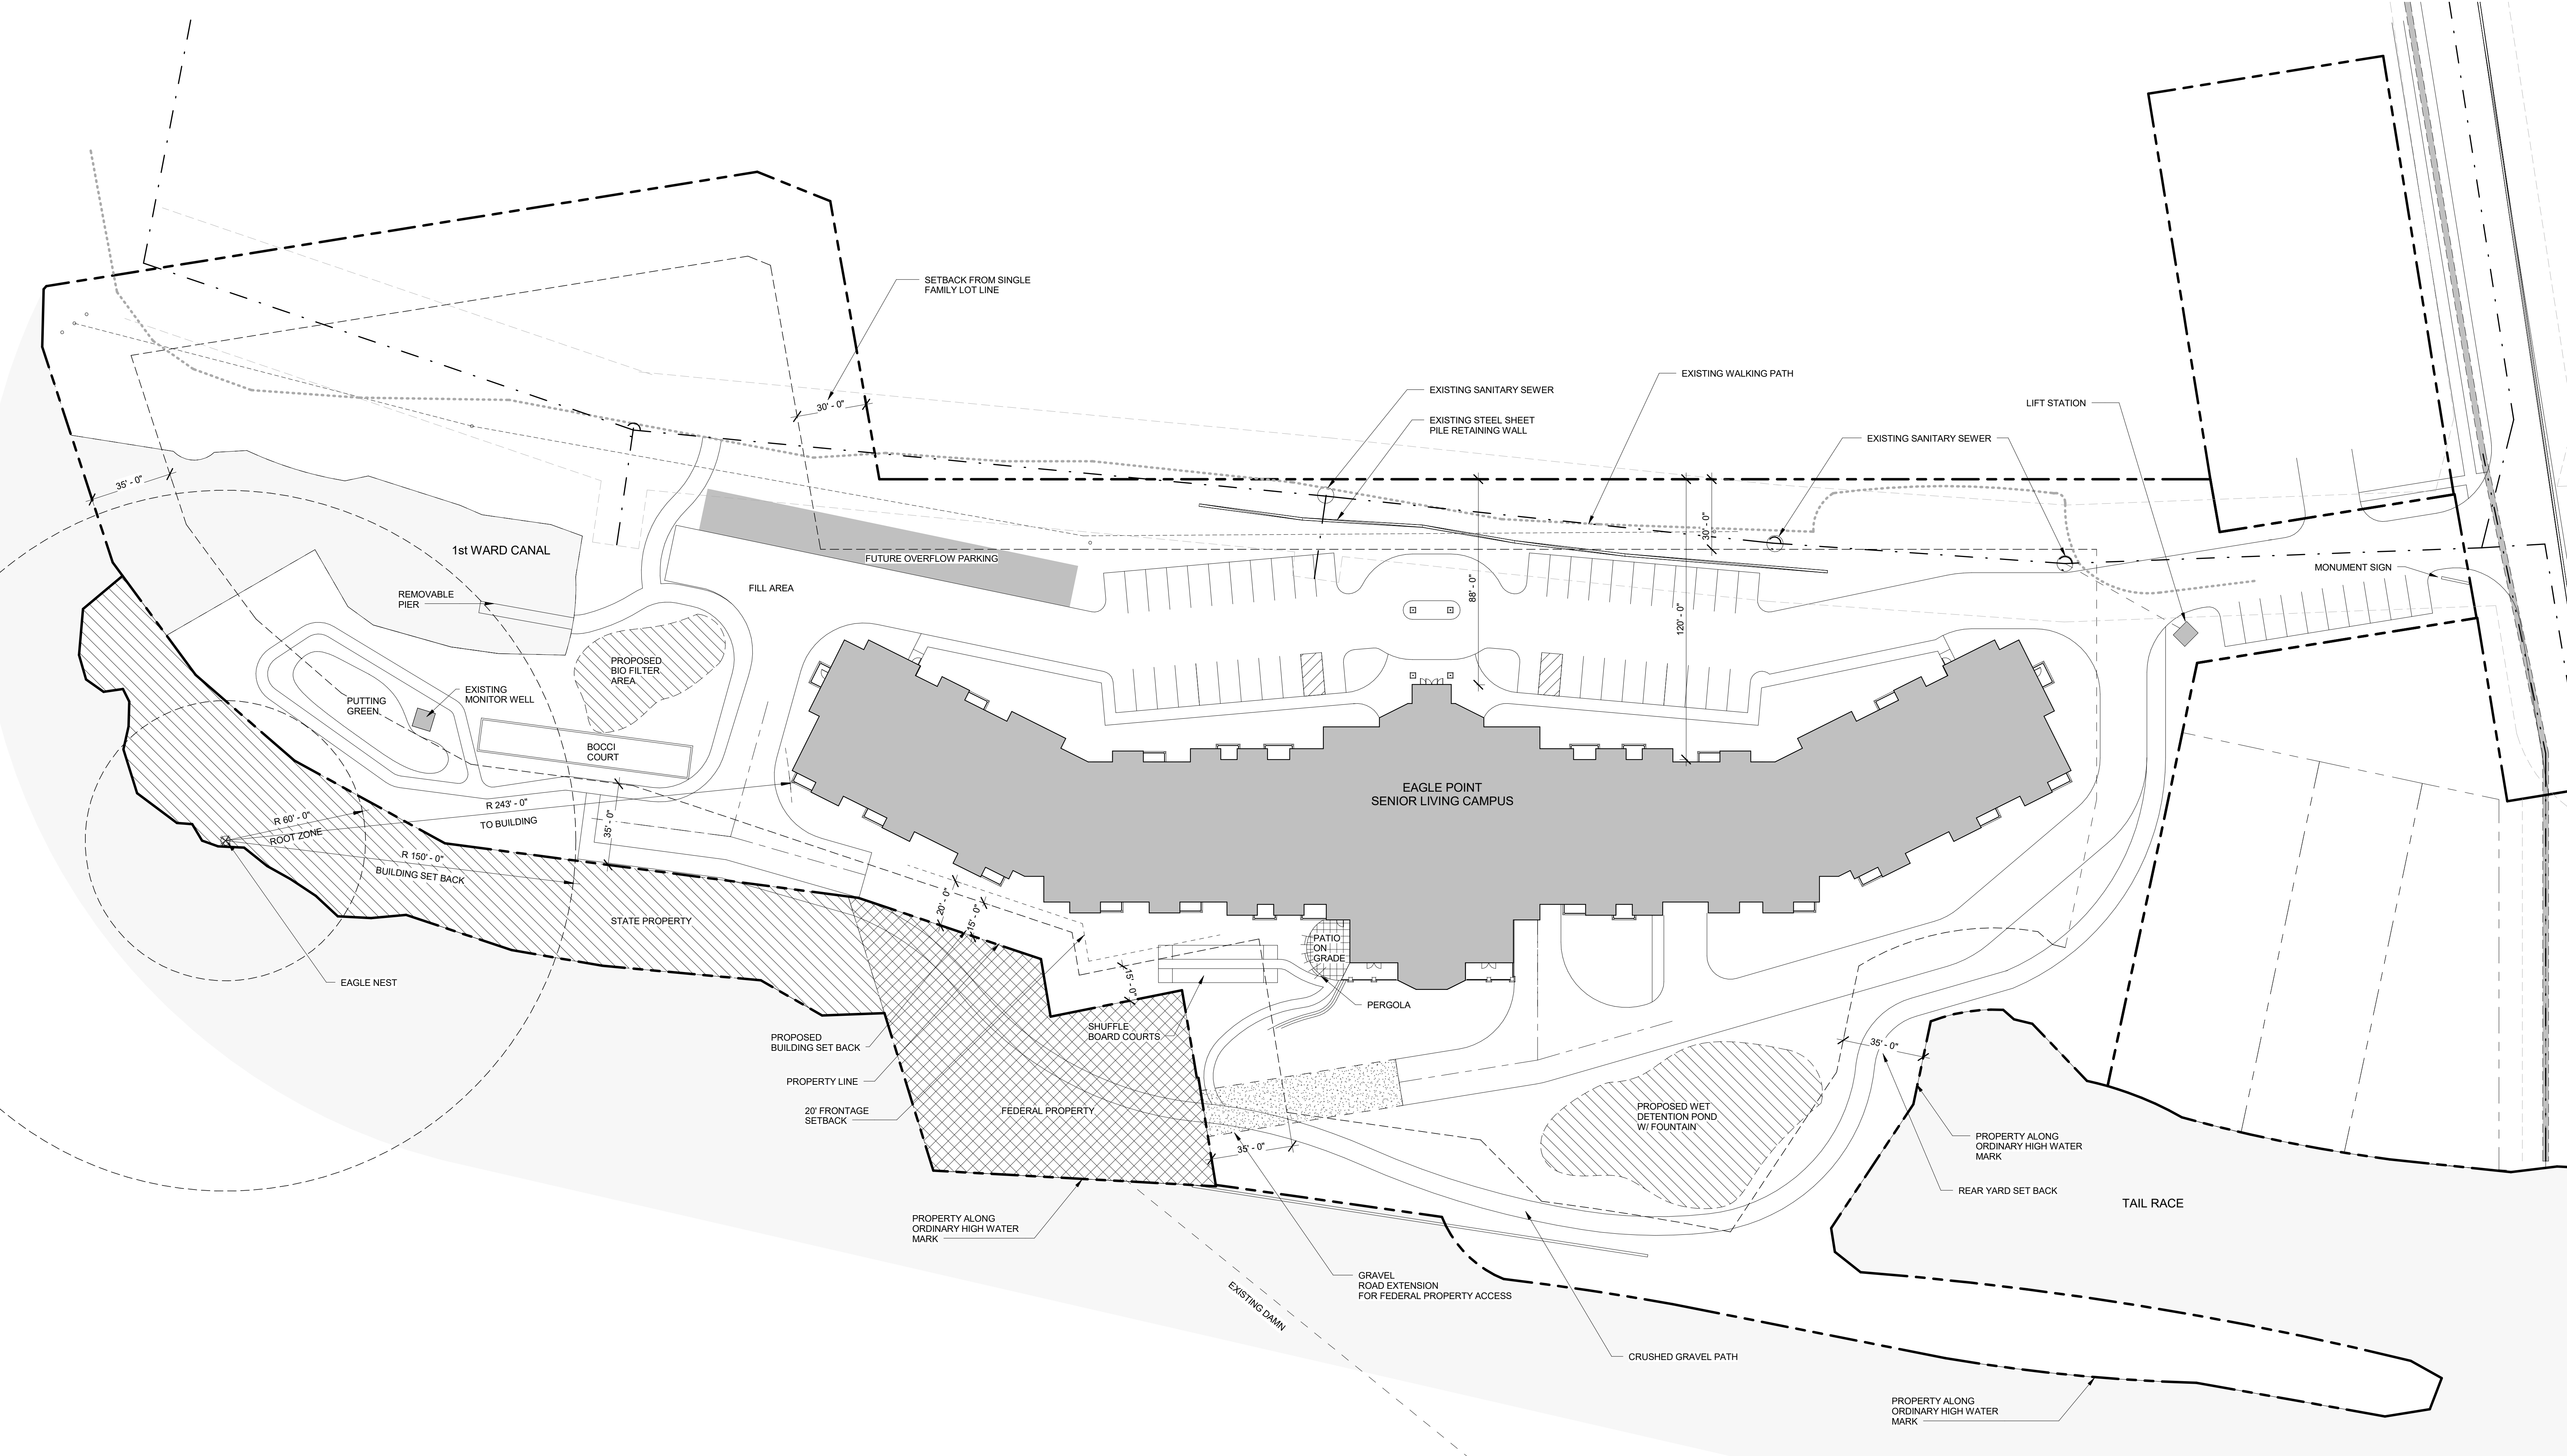 SETBACK FROM SINGLE
FAMILY LOT LINE
30' - 0"
EXISTING SANITARY SEWER
EXISTING STEEL SHEET
PILE RETAINING WALL
EXISTING WALKING PATH
EXISTING SANITARY SEWER
LIFT STATION
MONUMENT SIGN
35' - 0"
1st WARD CANAL
REMOVABLE
PIER
FUTURE OVERFLOW PARKING
FILL AREA
30' - 0"
88' - 0"
120' - 0"
PROPOSED
BIO FILTER
AREA
EXISTING
MONITOR WELL
PUTTING
GREEN
BOCCI
COURT
EAGLE POINT
SENIOR LIVING CAMPUS
R 243' - 0"
TO BUILDING
R 60' - 0"
ROOT ZONE
35' - 0"
R 150' - 0"
BUILDING SET BACK
STATE PROPERTY
20' - 0"
15' - 0"
15' - 0"
PATIO
ON
GRADE
EAGLE NEST
PERGOLA
SHUFFLE
BOARD COURTS
PROPOSED
BUILDING SET BACK
PROPERTY LINE
20' FRONTAGE
SETBACK
FEDERAL PROPERTY
35' - 0"
35' - 0"
PROPOSED WET
DETENTION POND
W/ FOUNTAIN
PROPERTY ALONG
ORDINARY HIGH WATER
MARK
REAR YARD SET BACK
TAIL RACE
PROPERTY ALONG
ORDINARY HIGH WATER
MARK
GRAVEL
ROAD EXTENSION
FOR FEDERAL PROPERTY ACCESS
EXISTING DAMN
CRUSHED GRAVEL PATH
PROPERTY ALONG
ORDINARY HIGH WATER
MARK